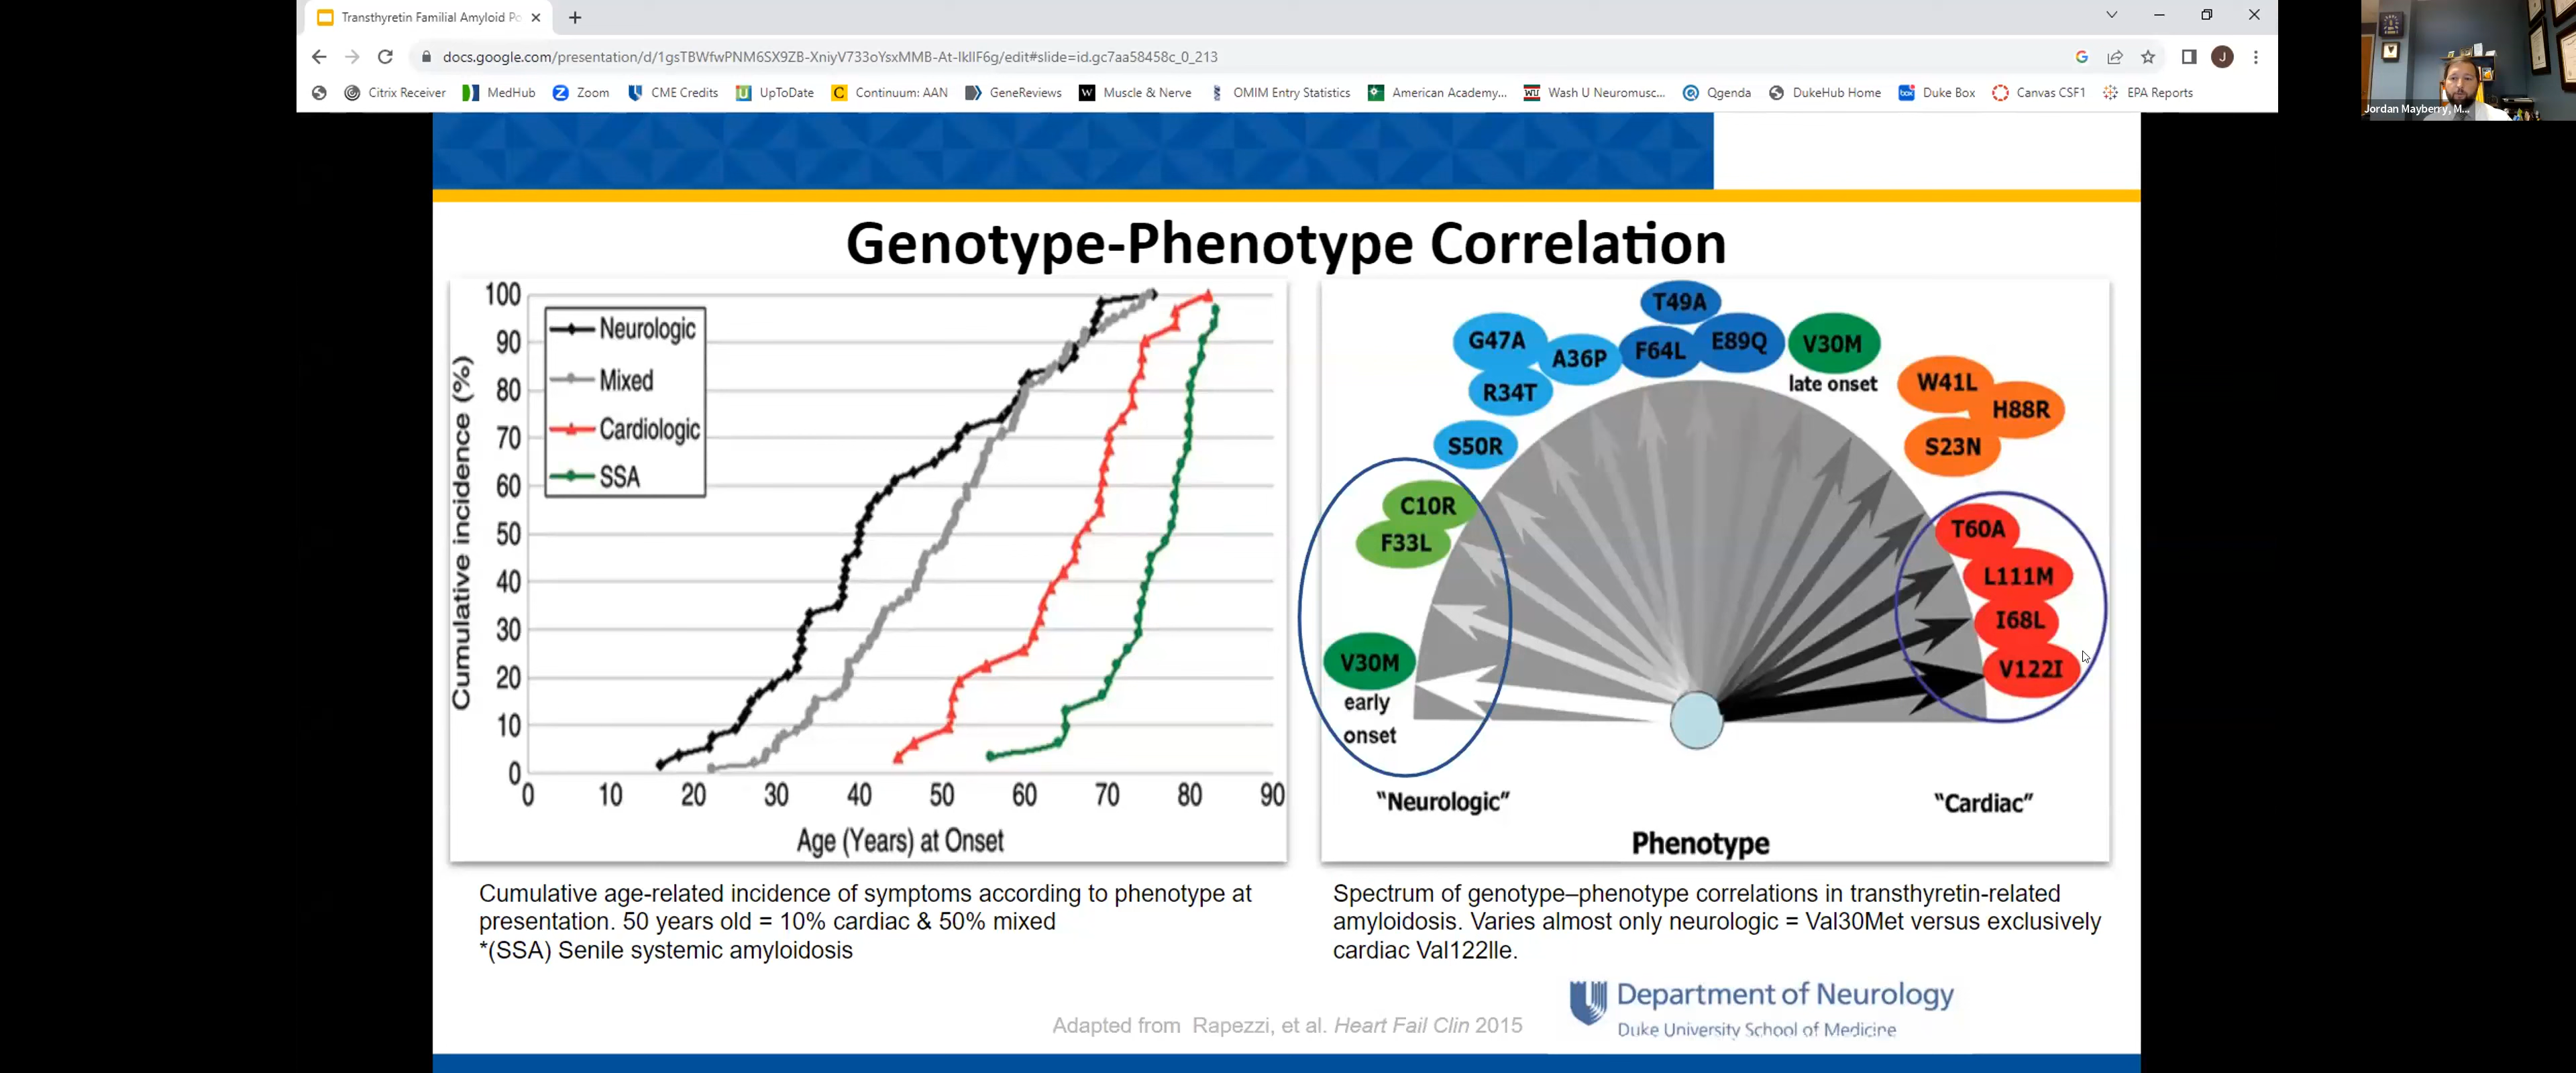 Transthyretin Familial Amyloid Po
docs.google.com/presentation/d/1gsTBWfwPNM6SX9ZB-XniyV733oYsxMMB-At-IkIlF6g/edit#slide=id.gc7aa58458c_0_213
J
Citrix Receiver MedHub Zoom CME Credits UpToDate Continuum: AAN GeneReviews Muscle & Nerve OMIM Entry Statistics American Academy... Wash U Neuromusc... Qgenda DukeHub Home Duke Box Canvas CSF1 EPA Reports
Jordan Mayberry, M...
Genotype-Phenotype Correlation
Cumulative incidence (%)
100
90
80
70
60
50
40
30
20
10
0
Neurologic
Mixed
Cardiologic
SSA
0 10 20 30 40 50 60 70 80 90
Age (Years) at Onset
T49A
G47A A36P F64L E89Q V30M
late onset
R34T
S50R
W41L
H88R
S23N
C10R
F33L
T60A
L111M
I68L
V30M
early
onset
V122I
"Neurologic" "Cardiac"
Phenotype
Cumulative age-related incidence of symptoms according to phenotype at
presentation. 50 years old = 10% cardiac & 50% mixed
*(SSA) Senile systemic amyloidosis
Spectrum of genotype–phenotype correlations in transthyretin-related
amyloidosis. Varies almost only neurologic = Val30Met versus exclusively
cardiac Val122Ile.
Adapted from Rapezzi, et al. Heart Fail Clin 2015
Department of Neurology
Duke University School of Medicine